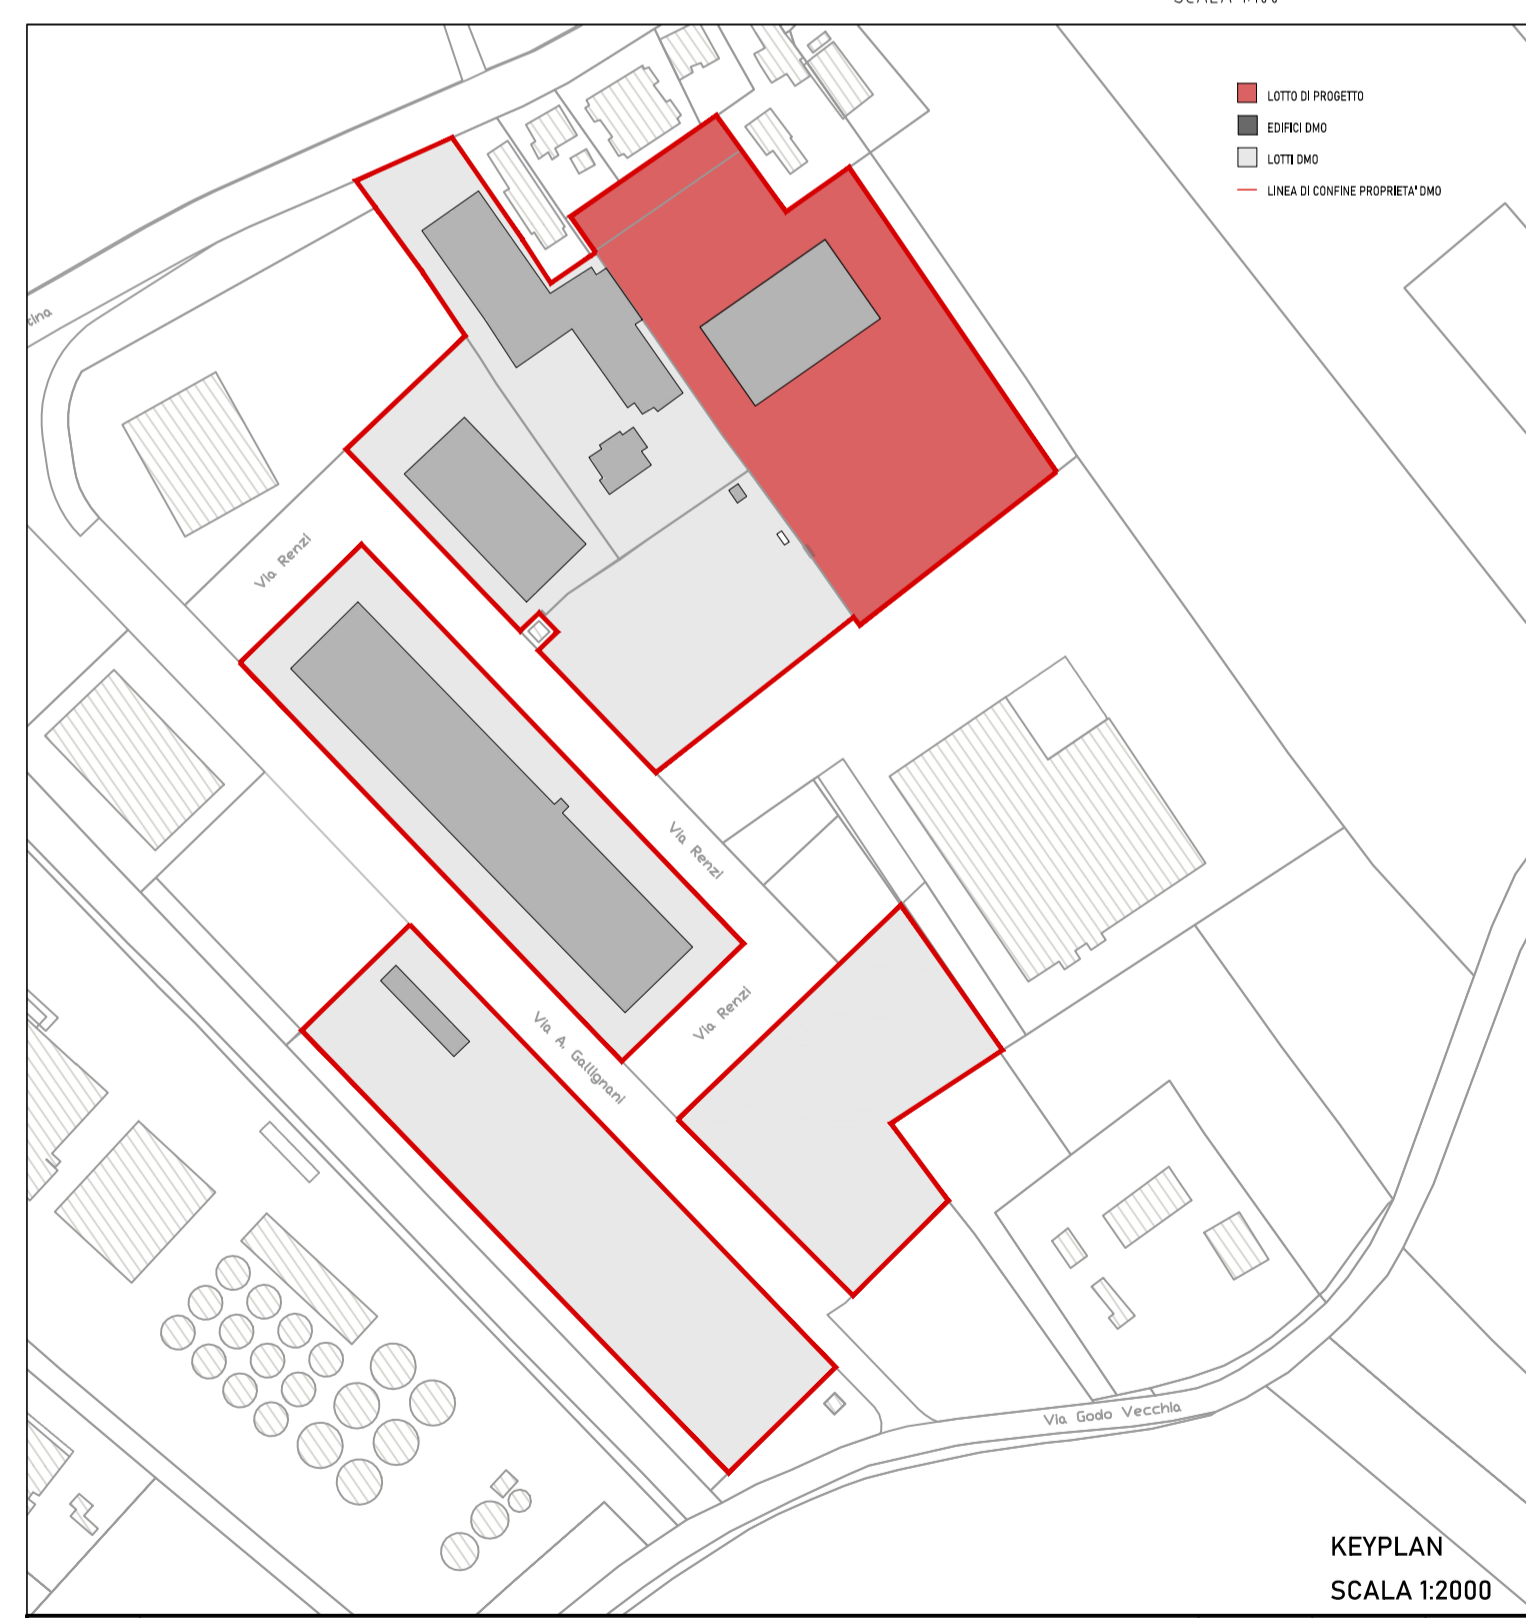 LOTTO DI PROGETTO
EDIFICI DMO
LOTTI DMO
LINEA DI CONFINE PROPRIETA' DMO
Via Renzi
Via Renzi
Via Renzi
Via A. Gallignani
Via Godo Vecchia
KEYPLAN
SCALA 1:2000